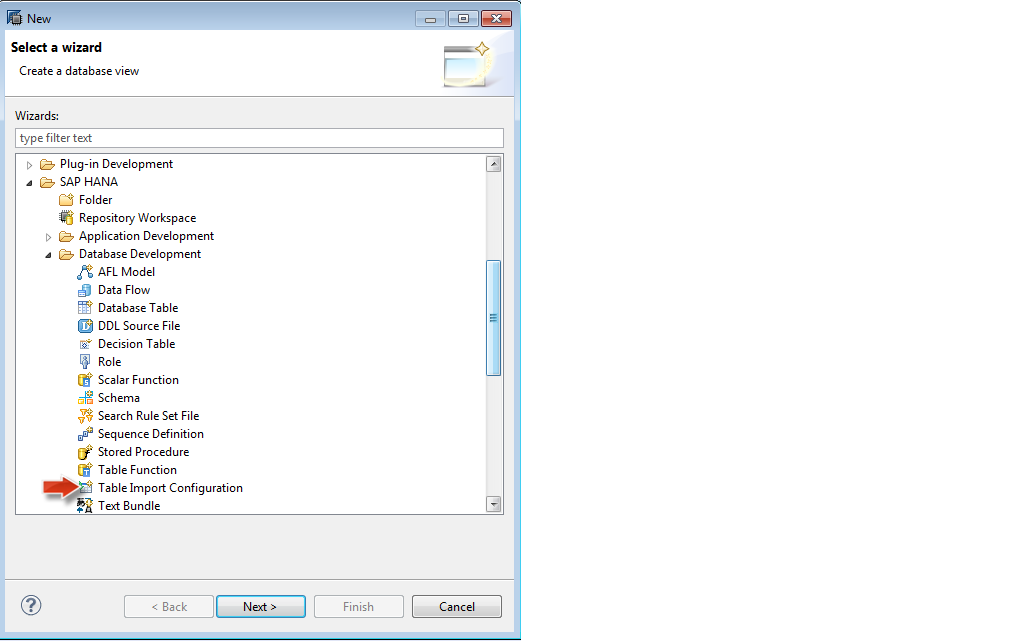 New
Select a wizard
Create a database view
Wizards:
type filter text
Plug-in Development
SAP HANA
Folder
Repository Workspace
Application Development
Database Development
AFL Model
Data Flow
Database Table
DDL Source File
Decision Table
Role
Scalar Function
Schema
Search Rule Set File
Sequence Definition
Stored Procedure
Table Function
Table Import Configuration
Text Bundle
?
< Back Next > Finish Cancel